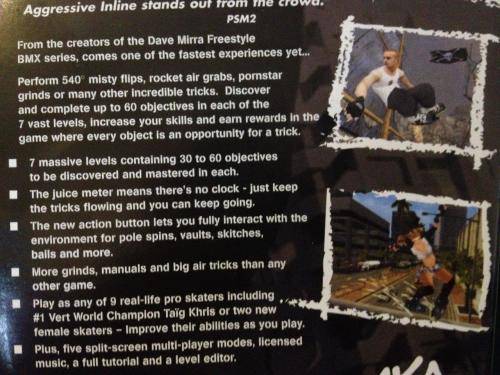 Aggressive Inline stands out from the crowd.
PSM2
From the creators of the Dave Mirra Freestyle
BMX series, comes one of the fastest experiences yet...
Perform 540° misty flips, rocket air grabs, pornstar
grinds or many other incredible tricks. Discover
and complete up to 60 objectives in each of the
7 vast levels, increase your skills and earn rewards in the
game where every object is an opportunity for a trick.
7 massive levels containing 30 to 60 objectives
to be discovered and mastered in each.
The juice meter means there's no clock - just keep
the tricks flowing and you can keep going.
The new action button lets you fully interact with the
environment for pole spins, vaults, skitches,
bails and more.
More grinds, manuals and big air tricks than any
other game.
Play as any of 9 real-life pro skaters including
#1 Vert World Champion Taïg Khris or two new
female skaters – Improve their abilities as you play.
Plus, five split-screen multi-player modes, licensed
music, a full tutorial and a level editor.